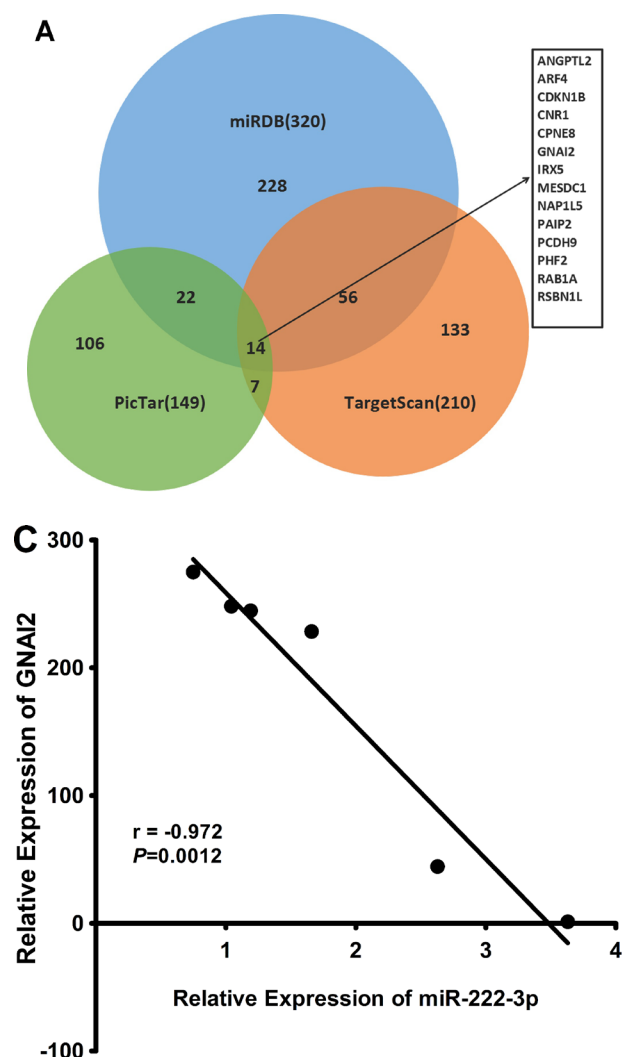 A
miRDB(320)
228
22
56
106
14
133
7
PicTar(149)
TargetScan(210)
ANGPTL2
ARF4
CDKN1B
CNR1
CPNE8
GNAI2
IRX5
MESDC1
NAP1L5
PAIP2
PCDH9
PHF2
RAB1A
RSBN1L
C
Relative Expression of GNAI2
300
200
100
0
-100
r = -0.972
P=0.0012
1 2 3 4
Relative Expression of miR-222-3p